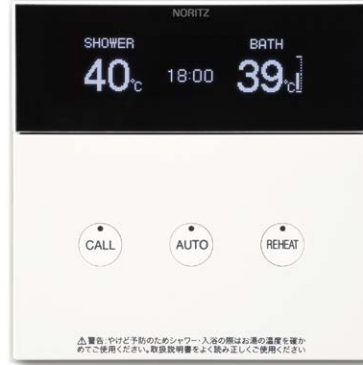 NORITZ
SHOWER BATH
40℃ 18:00 39℃
CALL AUTO REHEAT
⚠警告:やけど予防のためシャワー・入浴の際はお湯の温度を確か
めてご使用ください。取扱説明書をよく読み正しくご使用ください